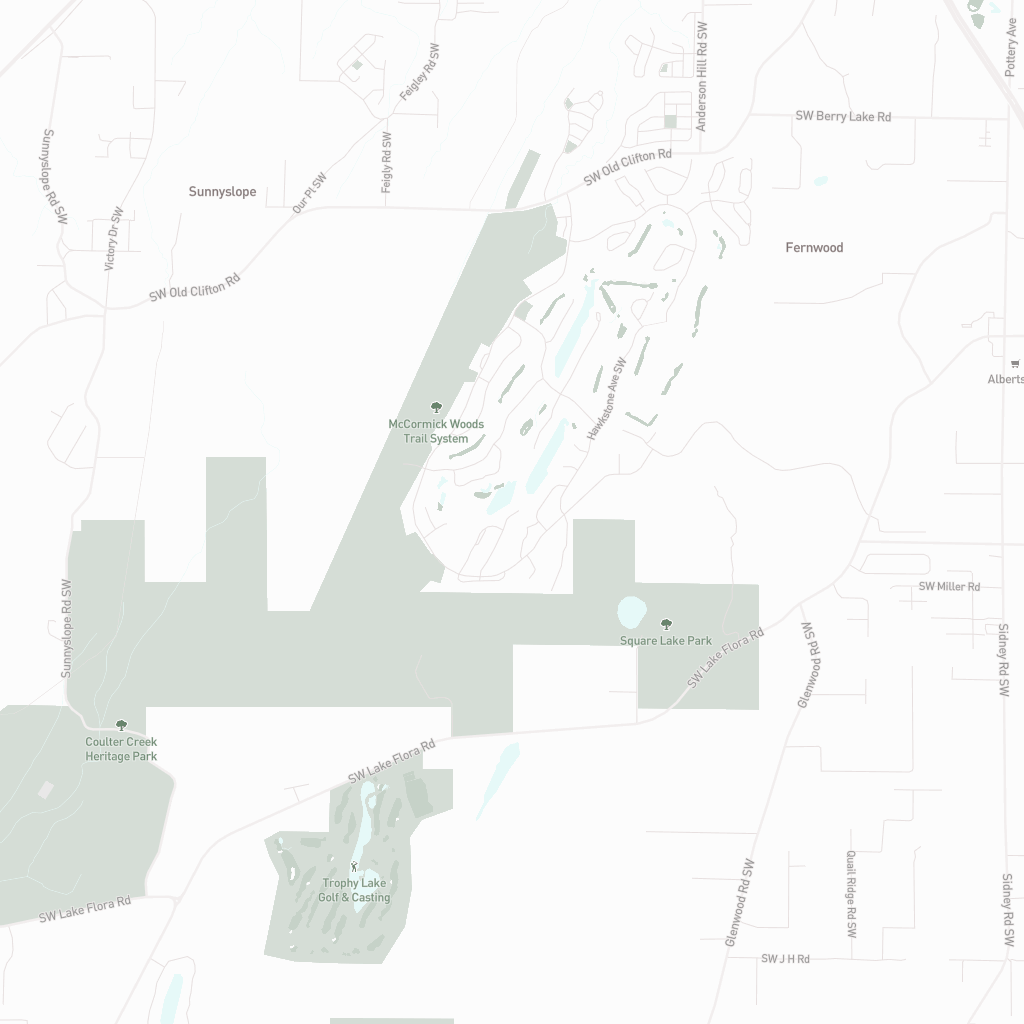 Pottery Ave
Anderson Hill Rd SW
Feigley Rd SW
SW Berry Lake Rd
Sunnyslope Rd SW
Feigly Rd SW
SW Old Clifton Rd
Sunnyslope
Our Pl SW
Victory Dr SW
Fernwood
SW Old Clifton Rd
Alberts
Hawkstone Ave SW
McCormick Woods
Trail System
SW Miller Rd
Sunnyslope Rd SW
Square Lake Park
SW Lake Flora Rd
Glenwood Rd SW
Sidney Rd SW
Coulter Creek
Heritage Park
SW Lake Flora Rd
Trophy Lake
Golf & Casting
Quail Ridge Rd SW
Glenwood Rd SW
Sidney Rd SW
SW Lake Flora Rd
SW J H Rd